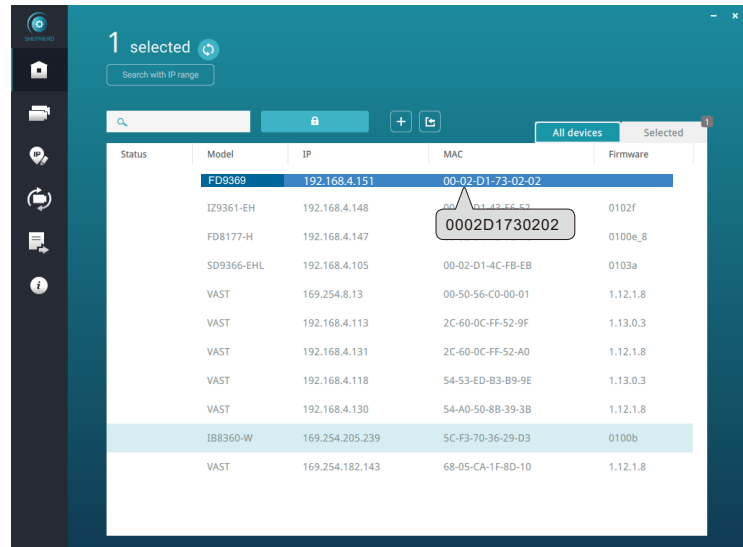 SHEPHERD
1 selected
Search with IP range
1
All devices Selected
Status Model IP MAC Firmware
FD9369 192.168.4.151 00-02-D1-73-02-02
IZ9361-EH 192.168.4.148 0102f
0002D1730202
FD8177-H 192.168.4.147 0100e_8
SD9366-EHL 192.168.4.105 00-02-D1-4C-FB-EB 0103a
VAST 169.254.8.13 00-50-56-C0-00-01 1.12.1.8
VAST 192.168.4.113 2C-60-0C-FF-52-9F 1.13.0.3
VAST 192.168.4.131 2C-60-0C-FF-52-A0 1.12.1.8
VAST 192.168.4.118 54-53-ED-B3-B9-9E 1.13.0.3
VAST 192.168.4.130 54-A0-50-8B-39-3B 1.12.1.8
IB8360-W 169.254.205.239 5C-F3-70-36-29-D3 0100b
VAST 169.254.182.143 68-05-CA-1F-8D-10 1.12.1.8
IP
i